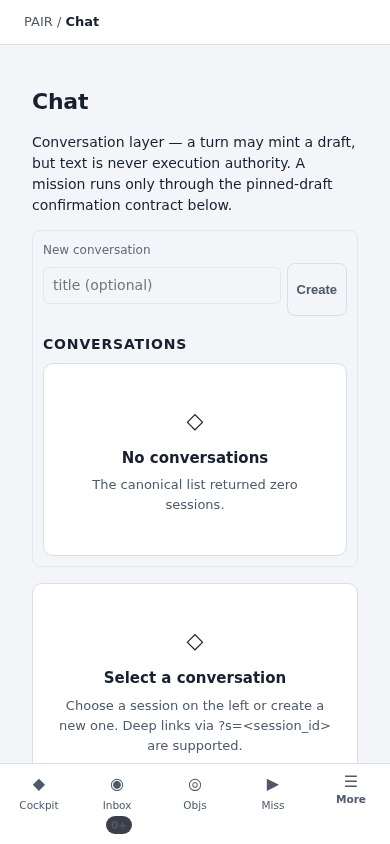 PAIR / Chat
Chat
Conversation layer — a turn may mint a draft,
but text is never execution authority. A
mission runs only through the pinned-draft
confirmation contract below.
New conversation
title (optional)
Create
CONVERSATIONS
No conversations
The canonical list returned zero
sessions.
Select a conversation
Choose a session on the left or create a
new one. Deep links via ?s=<session_id>
are supported.
Cockpit
Inbox
Objs
Miss
More
0+